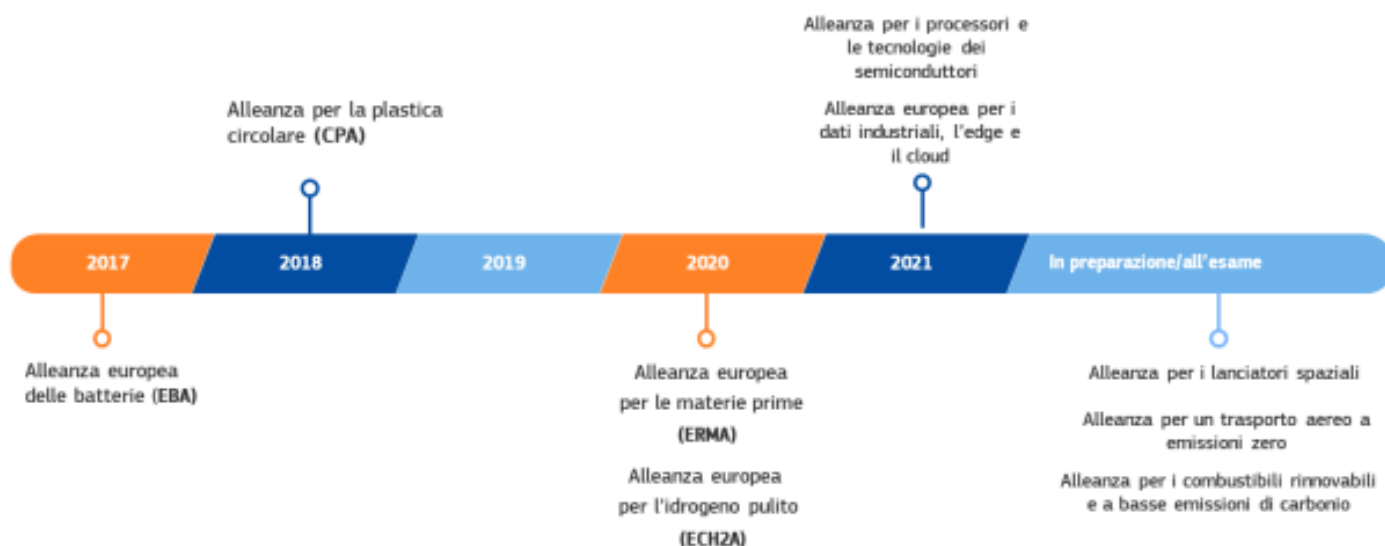 Alleanza per i processori e
le tecnologie dei
semiconduttori
Alleanza europea per i
dati industriali, l'edge e
il cloud
Alleanza per la plastica
circolare (CPA)
2017
2018
2019
2020
2021
In preparazione/all'esame
Alleanza europea
delle batterie (EBA)
Alleanza europea
per le materie prime
(ERMA)
Alleanza europea
per l'idrogeno pulito
(ECH2A)
Alleanza per i lanciatori spaziali
Alleanza per un trasporto aereo a
emissioni zero
Alleanza per i combustibili rinnovabili
e a basse emissioni di carbonio